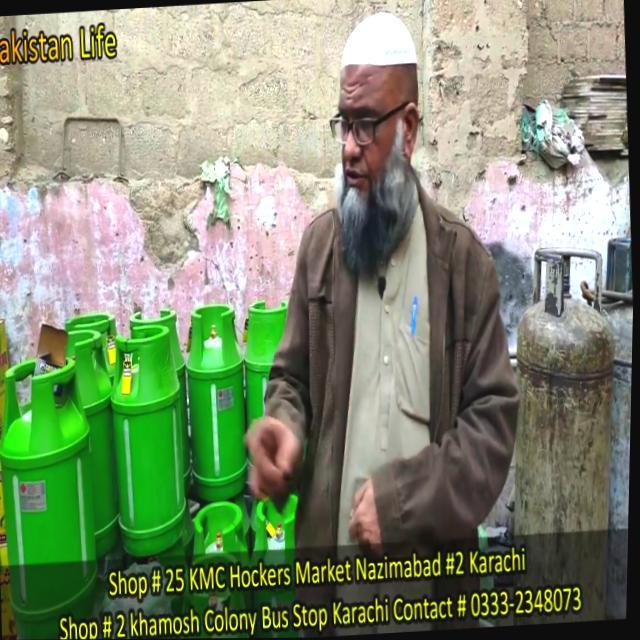 akistan Life
Shop # 25 KMC Hockers Market Nazimabad #2 Karachi
Shop # 2 khamosh Colony Bus Stop Karachi Contact # 0333-2348073